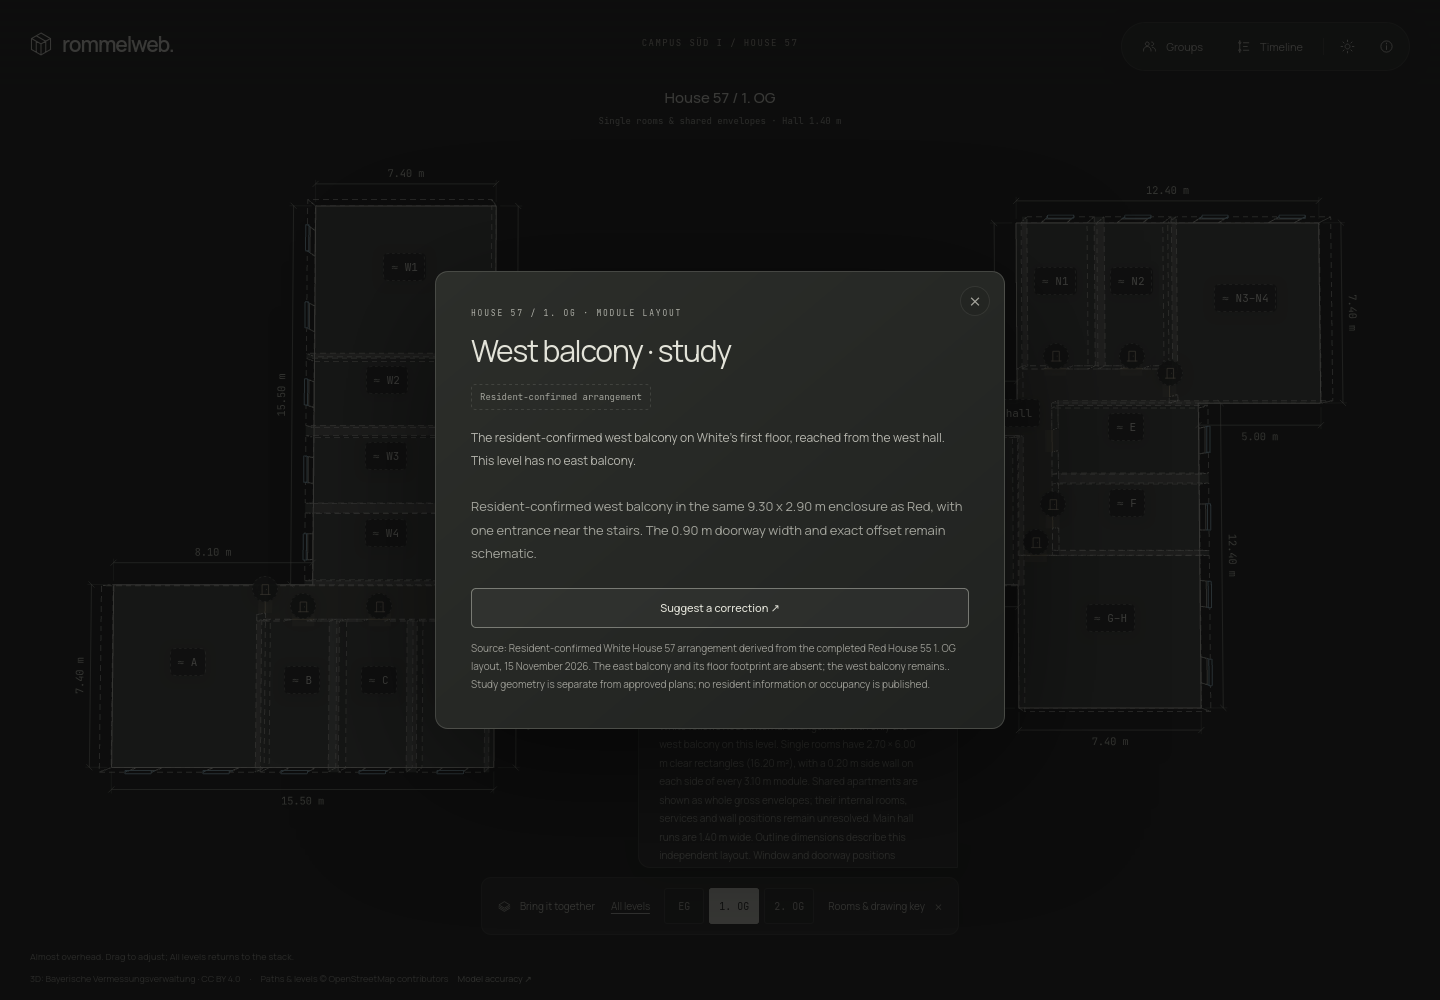 rommelweb.
CAMPUS SÜD I / HOUSE 57
Groups
Timeline
House 57 / 1. OG
Single rooms & shared envelopes · Hall 1.40 m
7.40 m
12.40 m
≈ W1
≈ N1
≈ N2
≈ N3–N4
7.40 m
≈ W2
15.50 m
hall
≈ E
5.00 m
≈ W3
≈ F
≈ W4
8.10 m
12.40 m
≈ G–H
≈ A
≈ B
≈ C
7.40 m
7.40 m
15.50 m
HOUSE 57 / 1. OG · MODULE LAYOUT
West balcony · study
Resident-confirmed arrangement
The resident-confirmed west balcony on White's first floor, reached from the west hall.
This level has no east balcony.
Resident-confirmed west balcony in the same 9.30 x 2.90 m enclosure as Red, with
one entrance near the stairs. The 0.90 m doorway width and exact offset remain
schematic.
Suggest a correction ↗
Source: Resident-confirmed White House 57 arrangement derived from the completed Red House 55 1. OG
layout, 15 November 2026. The east balcony and its floor footprint are absent; the west balcony remains..
Study geometry is separate from approved plans; no resident information or occupancy is published.
west balcony on this level. Single rooms have 2.70 × 6.00
m clear rectangles (16.20 m²), with a 0.20 m side wall on
each side of every 3.10 m module. Shared apartments are
shown as whole gross envelopes; their internal rooms,
services and wall positions remain unresolved. Main hall
runs are 1.40 m wide. Outline dimensions describe this
independent layout. Window and doorway positions
Bring it together
All levels
EG
1. OG
2. OG
Rooms & drawing key ×
Almost overhead. Drag to adjust. All levels returns to the stack.
3D: Bayerische Vermessungsverwaltung · CC BY 4.0
Paths & levels © OpenStreetMap contributors
Model accuracy ↗